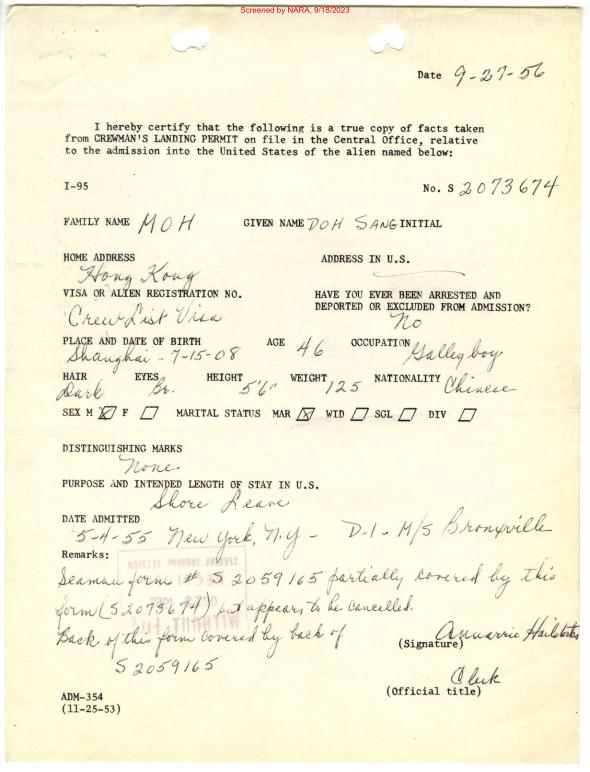 Screened by NARA, 9/18/2023
Date 9-27-56
I hereby certify that the following is a true copy of facts taken
from CREWMAN'S LANDING PERMIT on file in the Central Office, relative
to the admission into the United States of the alien named below:
I-95 No. S 2073674
FAMILY NAME MOH GIVEN NAME DOH SANG INITIAL
HOME ADDRESS ADDRESS IN U.S.
Hong Kong
VISA OR ALIEN REGISTRATION NO. HAVE YOU EVER BEEN ARRESTED AND
DEPORTED OR EXCLUDED FROM ADMISSION?
Crew List Visa No
PLACE AND DATE OF BIRTH AGE 46 OCCUPATION
Shanghai - 7-15-08 Galley boy
HAIR EYES HEIGHT WEIGHT NATIONALITY
Dark Br. 5'6" 125 Chinese
SEX M F MARITAL STATUS MAR WID SGL DIV
DISTINGUISHING MARKS
None
PURPOSE AND INTENDED LENGTH OF STAY IN U.S.
Shore Leave
DATE ADMITTED
5-4-55 New York, N.Y - D-1 - M/S Bronxville
Remarks:
Seaman form # S 2059165 partially covered by this
form (S2073674) but appears to be cancelled.
Back of this form covered by back of
S2059165
(Signature) Annarrie
Clerk
(Official title)
ADM-354
(11-25-53)